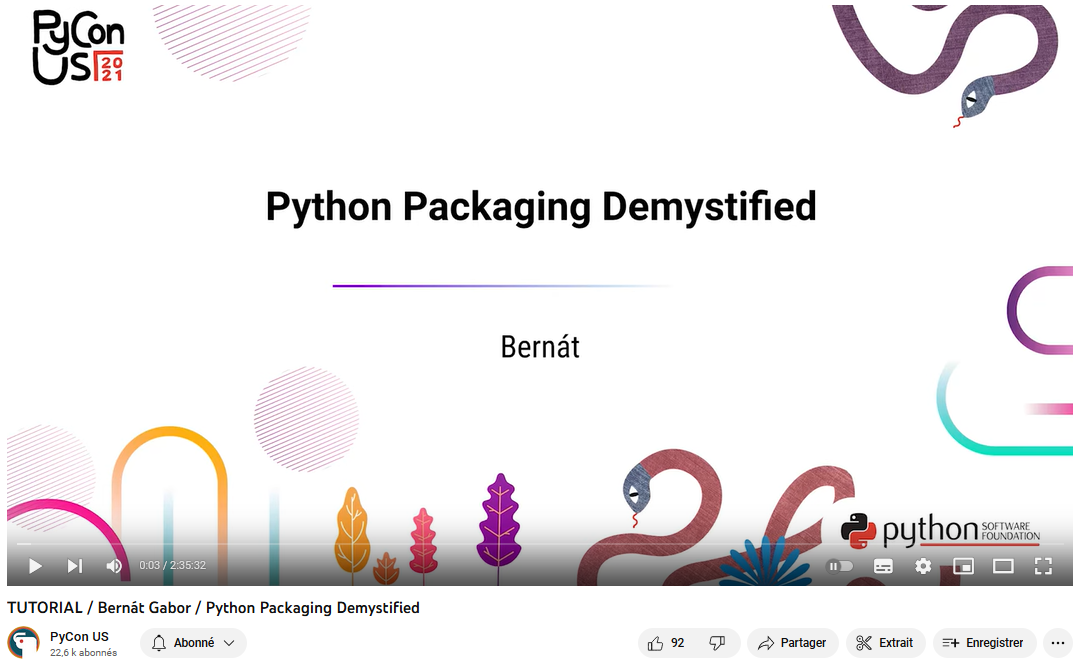 PyCon
US 2021
Python Packaging Demystified
Bernát
python SOFTWARE FOUNDATION
0:03 / 2:35:32
TUTORIAL / Bernát Gabor / Python Packaging Demystified
PyCon US
22,6 k abonnés
Abonné
92
Partager
Extrait
Enregistrer